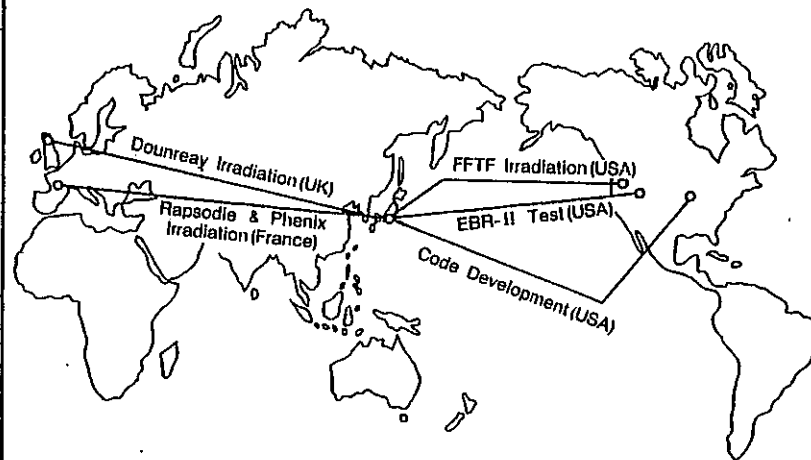 Dounreay Irradiation (UK)
FFTF Irradiation (USA)
Rapsodie & Phenix
Irradiation (France)
EBR-II Test (USA)
Code Development (USA)